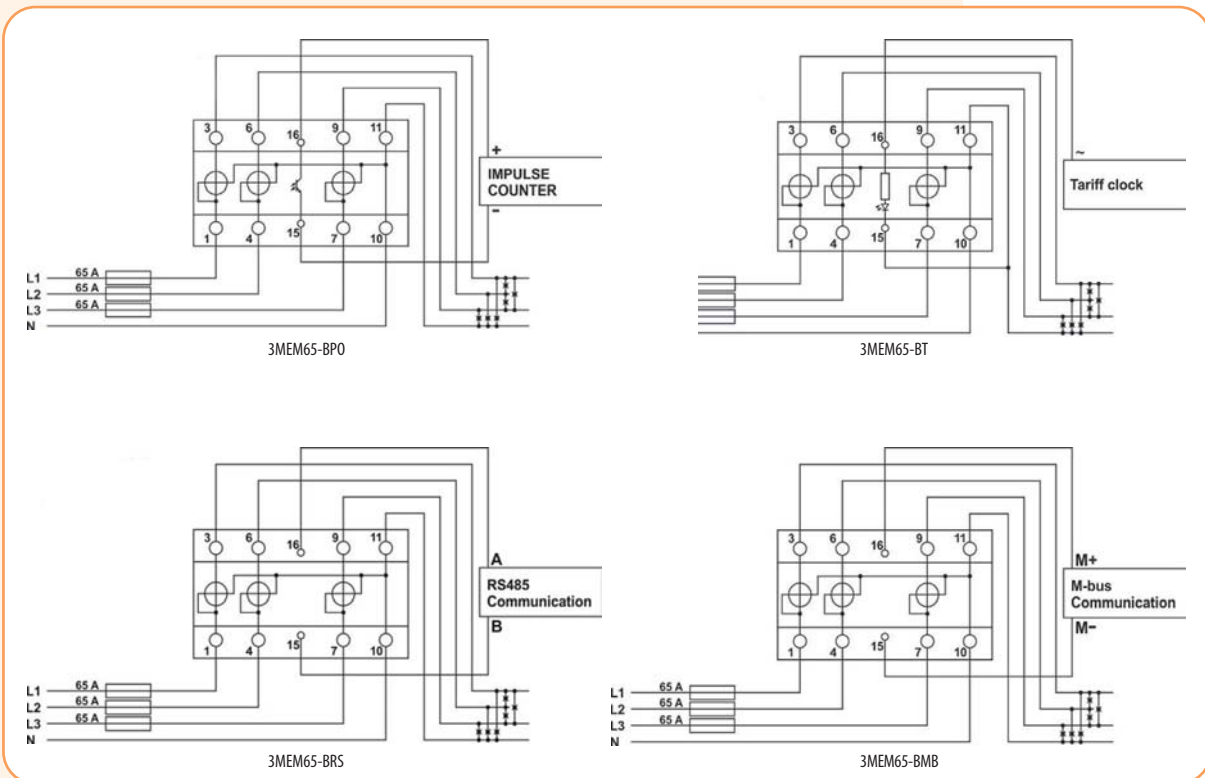 3 6 16 9 11
+
IMPULSE
COUNTER
-
1 4 15 7 10
L1 65 A
L2 65 A
L3 65 A
N
3MEM65-BPO
3 6 16 9 11
~
Tariff clock
1 4 15 7 10
3MEM65-BT
3 6 16 9 11
A
RS485
Communication
B
1 4 15 7 10
L1 65 A
L2 65 A
L3 65 A
N
3MEM65-BRS
3 6 16 9 11
M+
M-bus
Communication
M−
1 4 15 7 10
L1 65 A
L2 65 A
L3 65 A
N
3MEM65-BMB